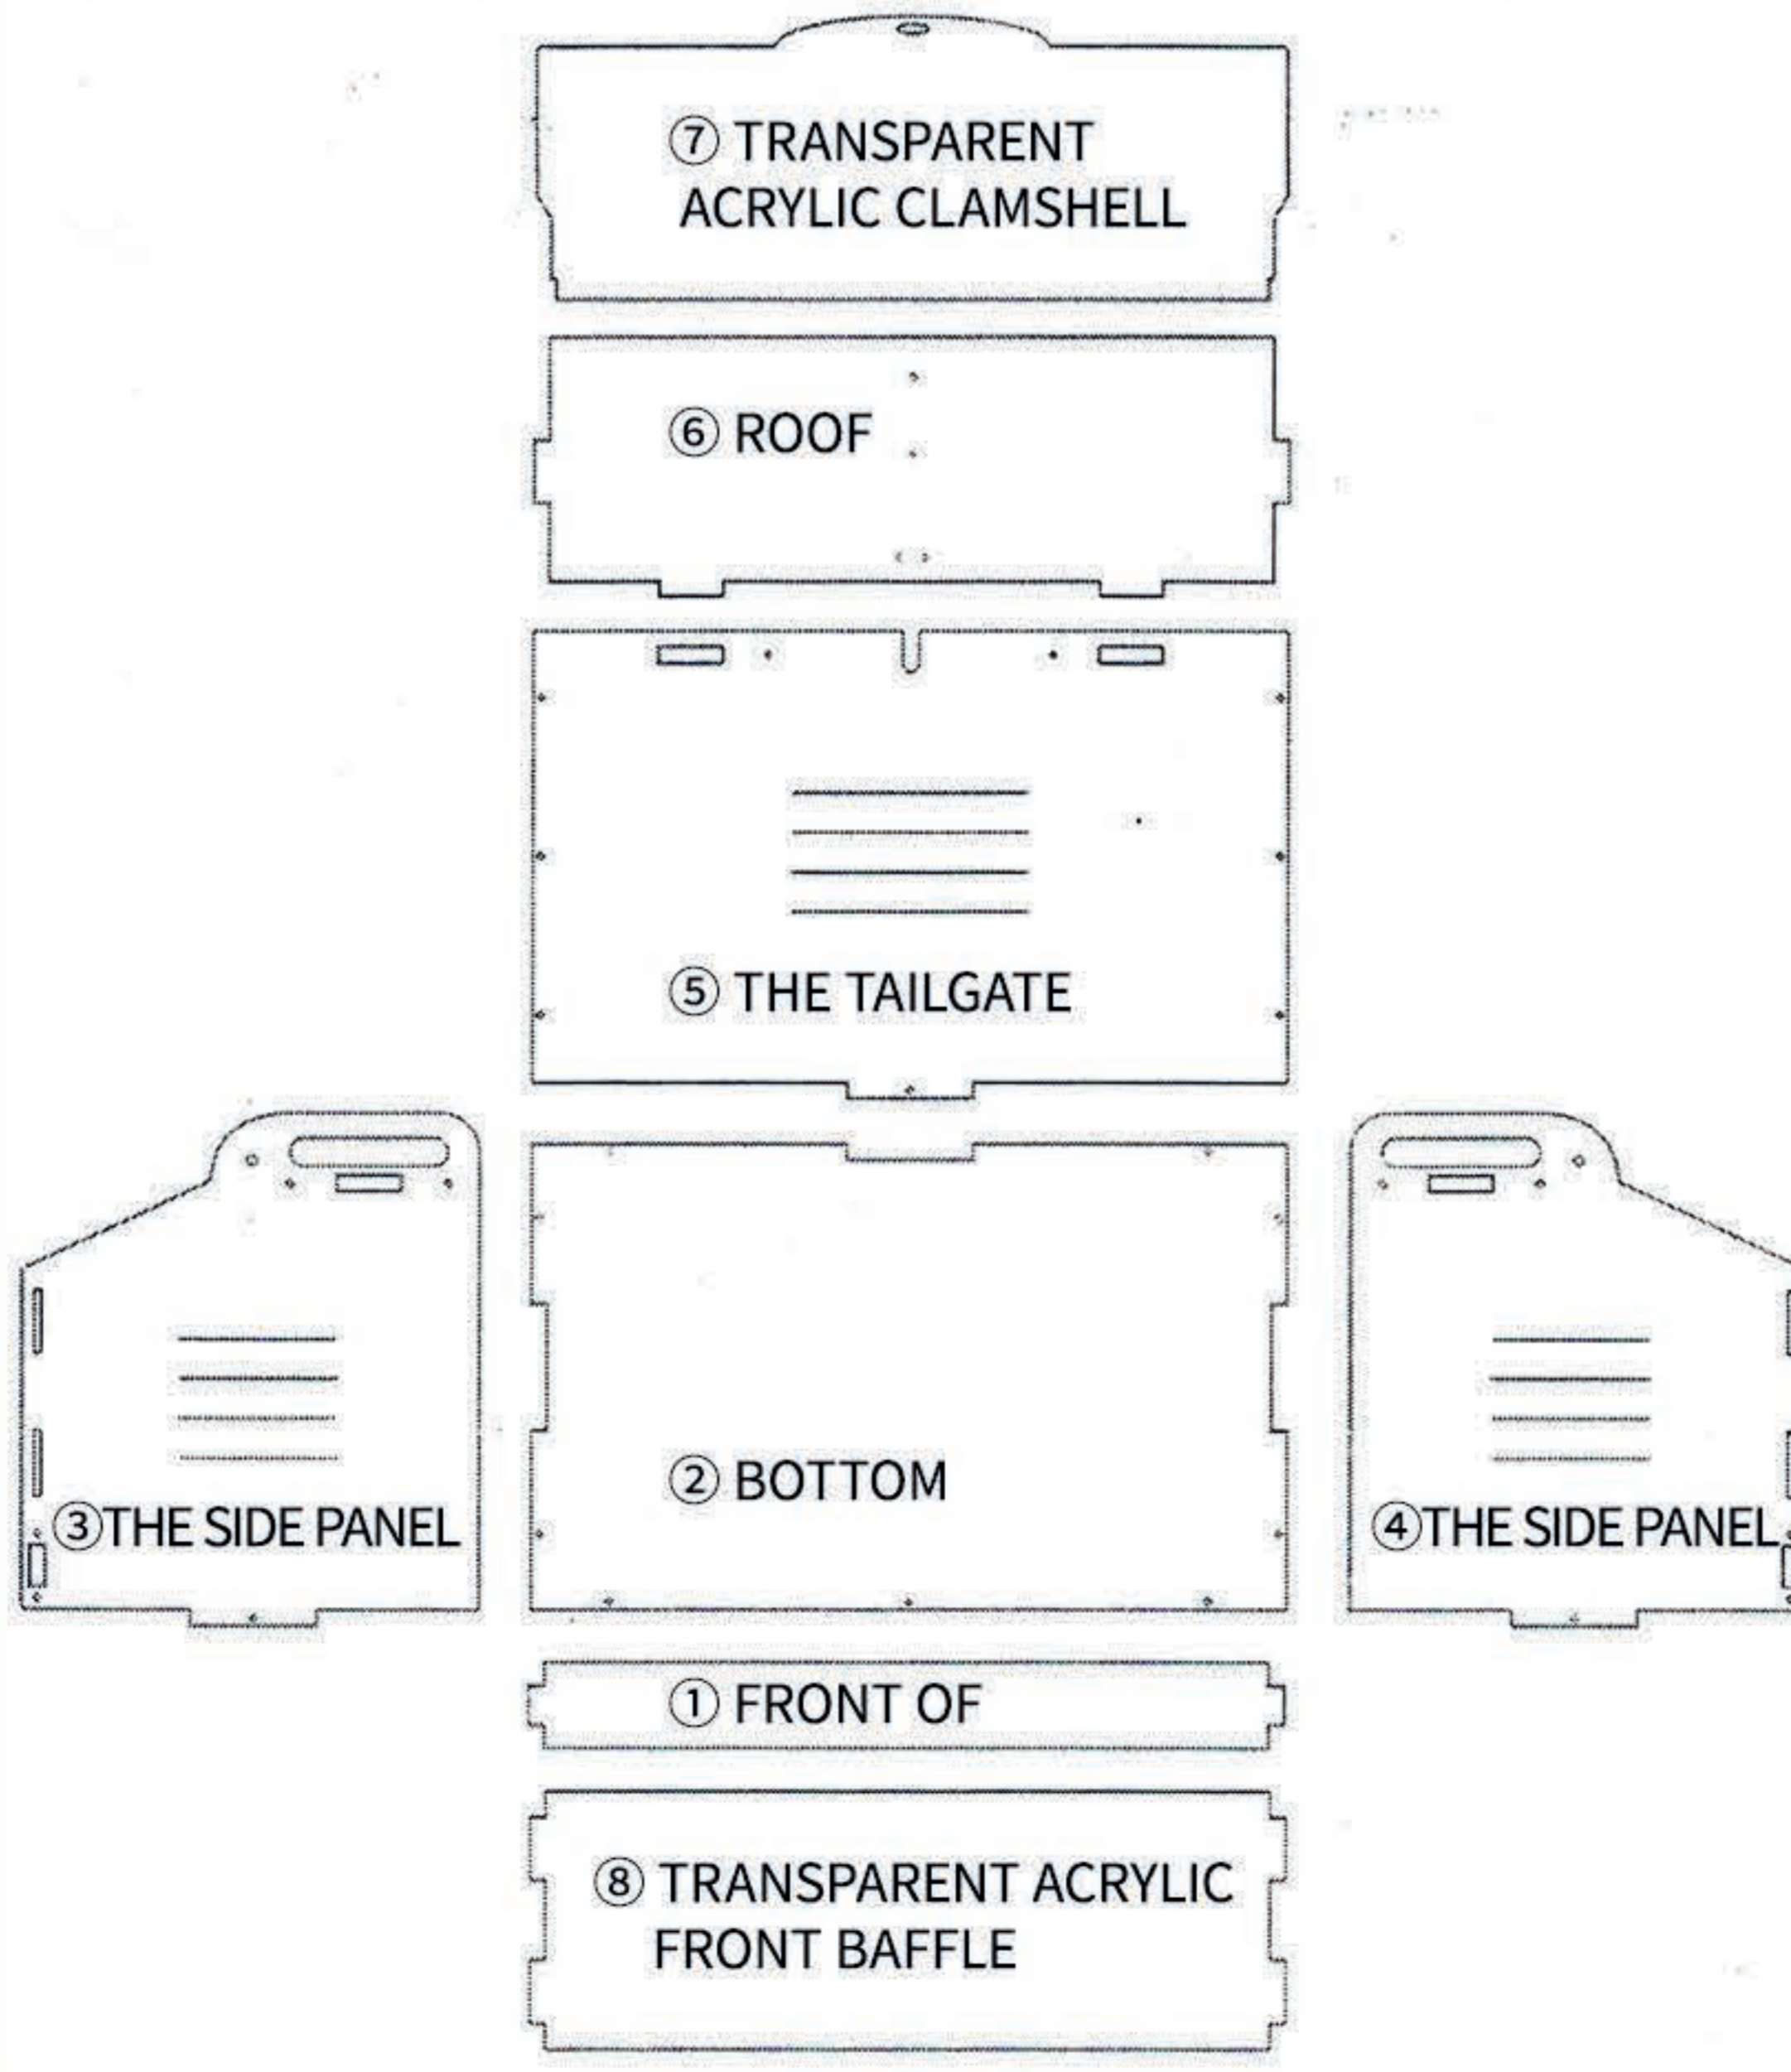 ⑦ TRANSPARENT
ACRYLIC CLAMSHELL
⑥ ROOF
⑤ THE TAILGATE
③THE SIDE PANEL
② BOTTOM
④THE SIDE PANEL
① FRONT OF
⑧ TRANSPARENT ACRYLIC
FRONT BAFFLE